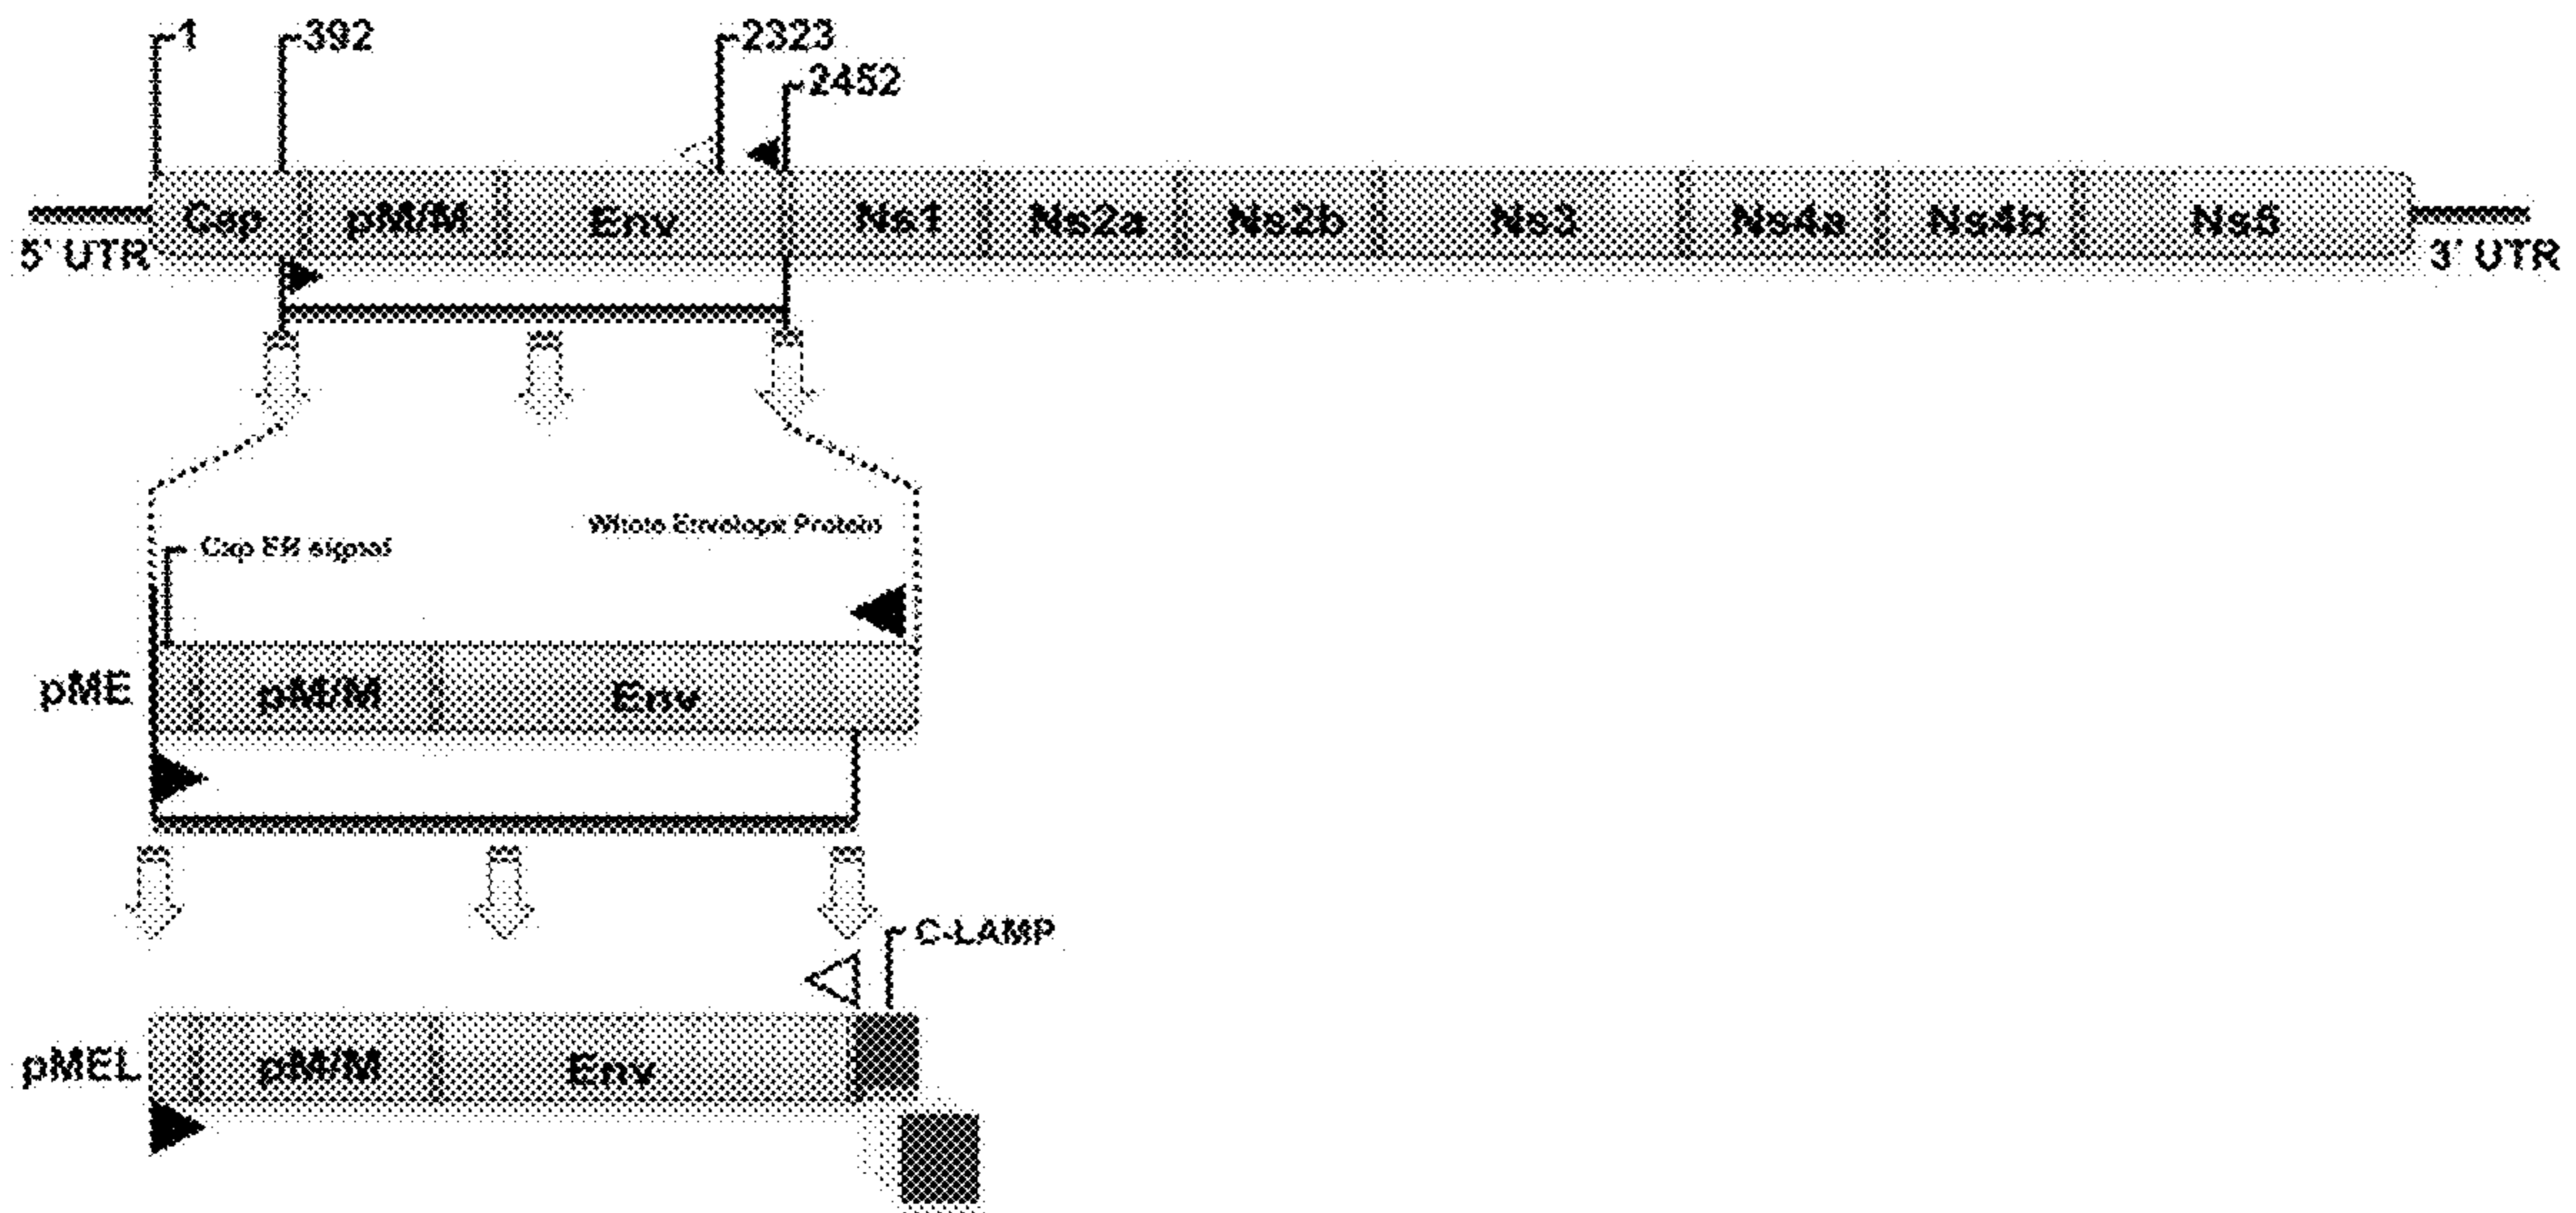 1
392
2323
2452
Cap pM/M Env Ns1 Ns2a Ns2b Ns3 Ns4a Ns4b Ns5
5' UTR
3' UTR
Whole Envelope Protein
Cap ER signal
pME pM/M Env
C-LAMP
pMEL pM/M Env